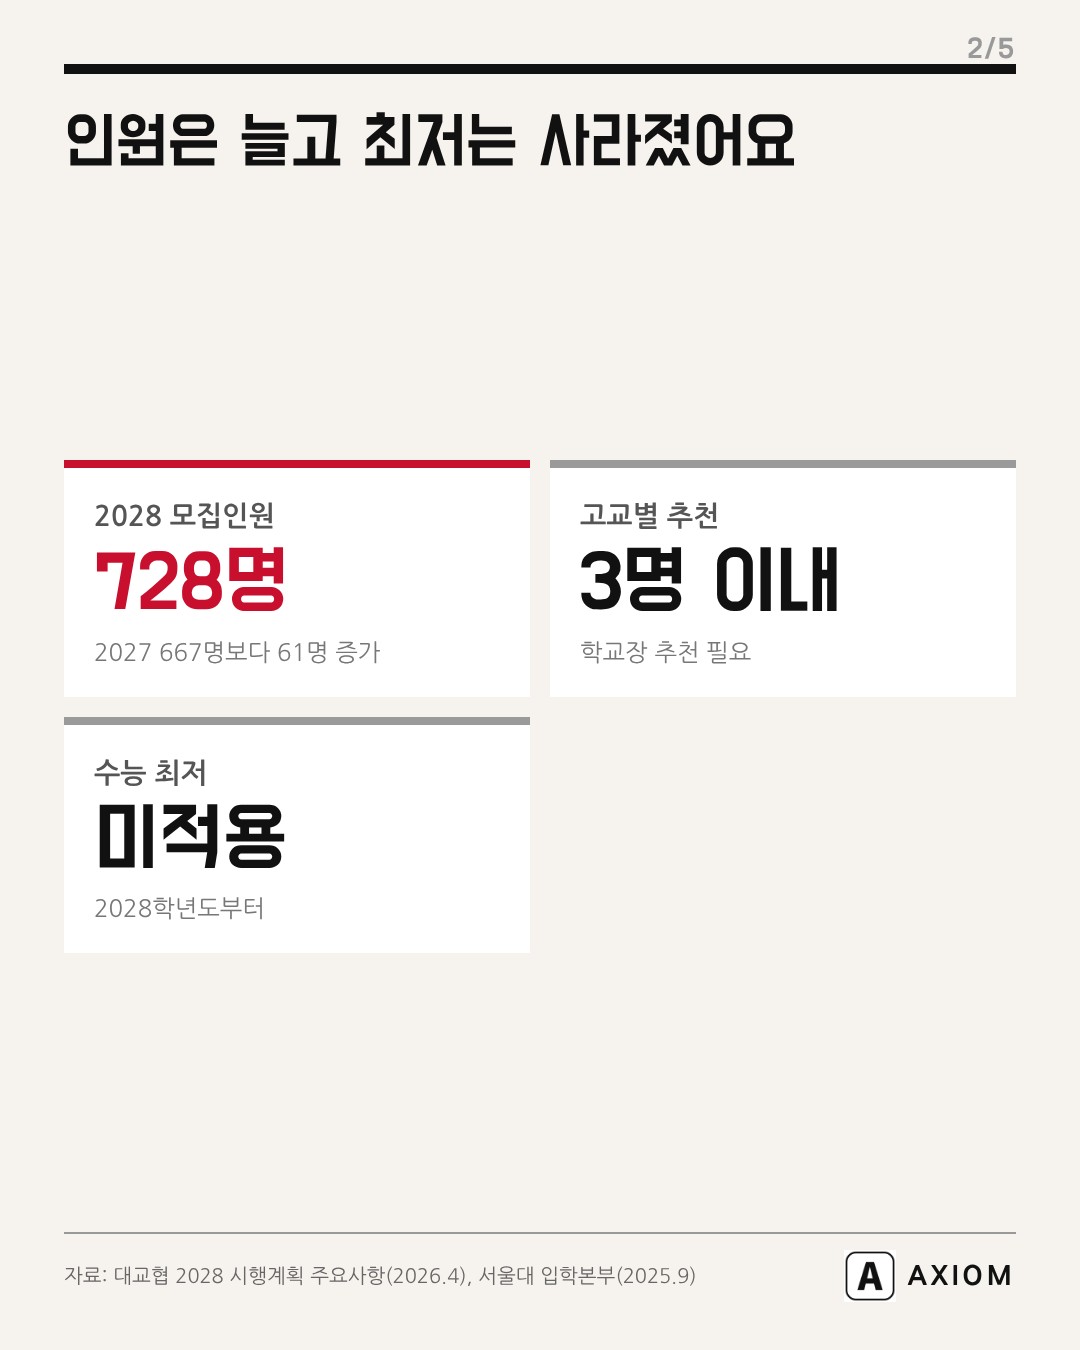 2/5
인원은 늘고 최저는 사라졌어요
2028 모집인원
728명
2027 667명보다 61명 증가
고교별 추천
3명 이내
학교장 추천 필요
수능 최저
미적용
2028학년도부터
자료: 대교협 2028 시행계획 주요사항(2026.4), 서울대 입학본부(2025.9)
A AXIOM